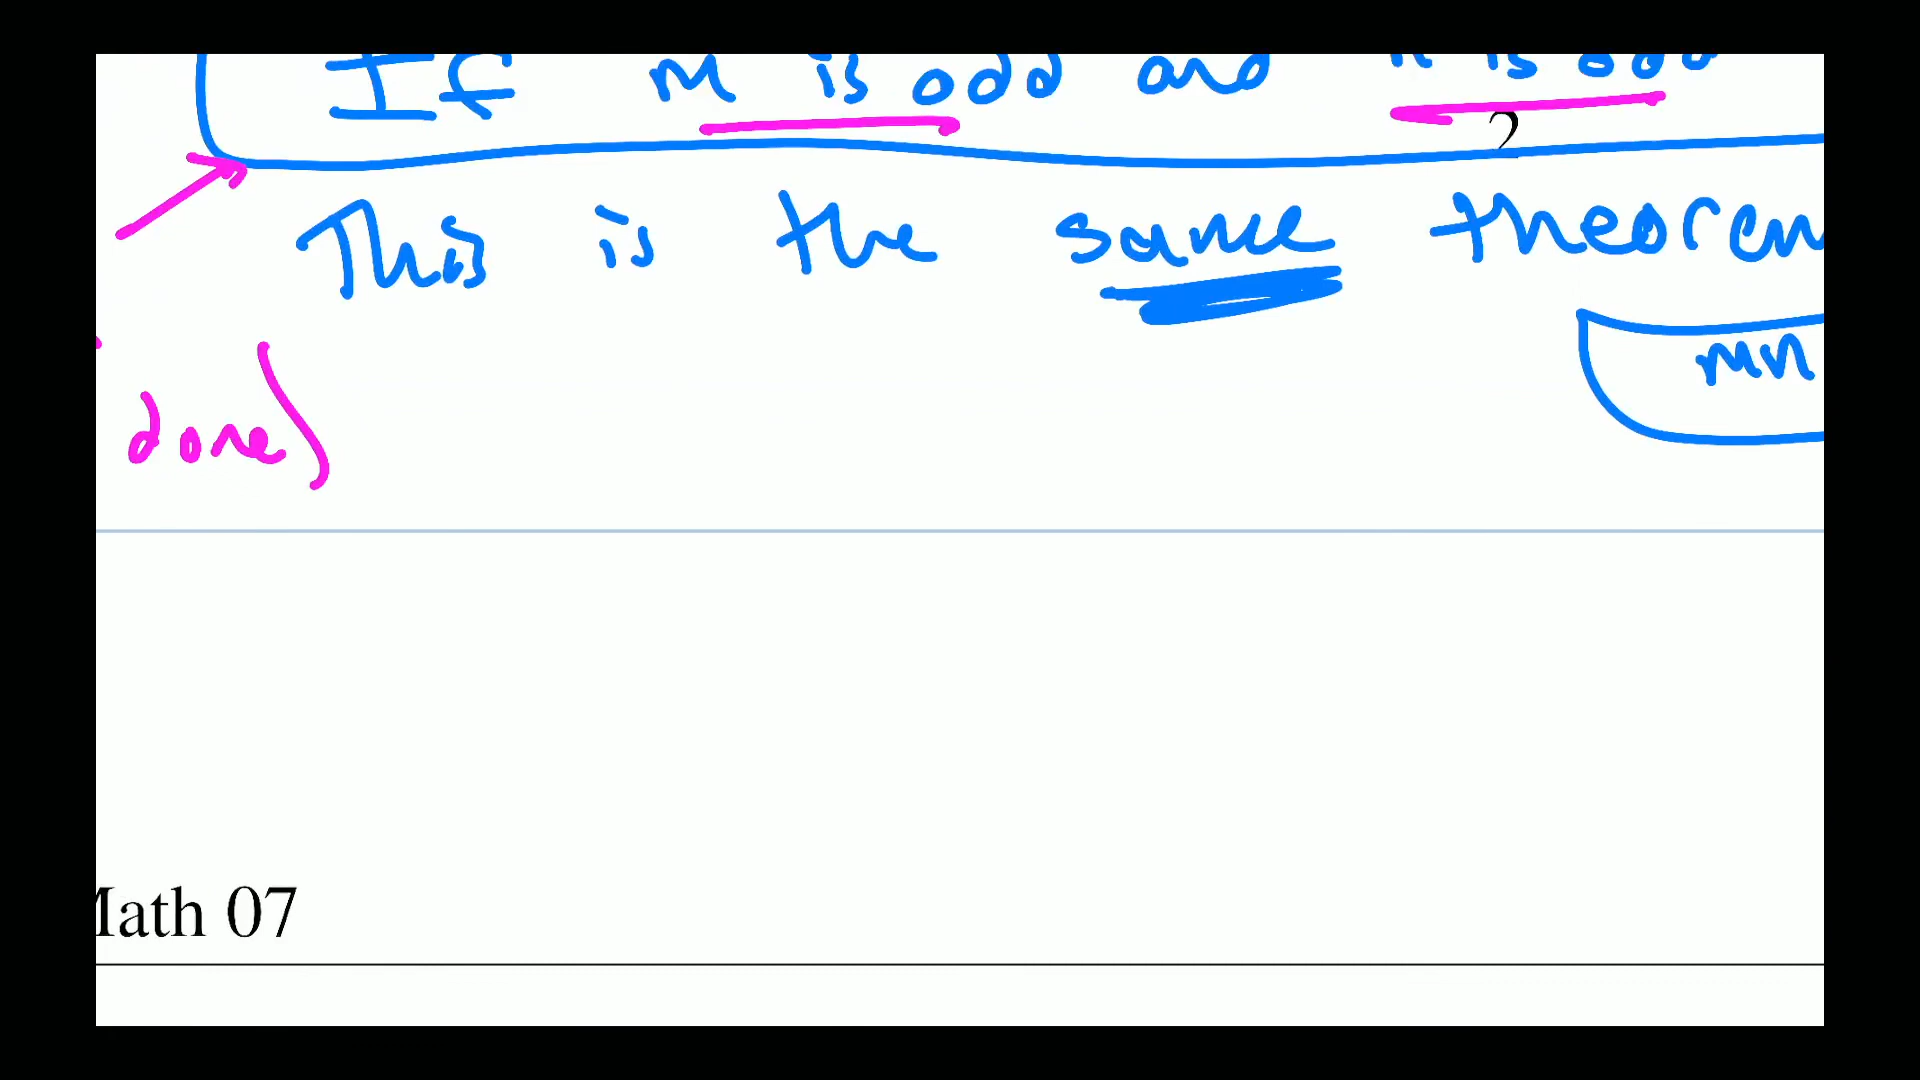 If m is odd and n is odd
2
This is the same theorem
mn
done)
Math 07